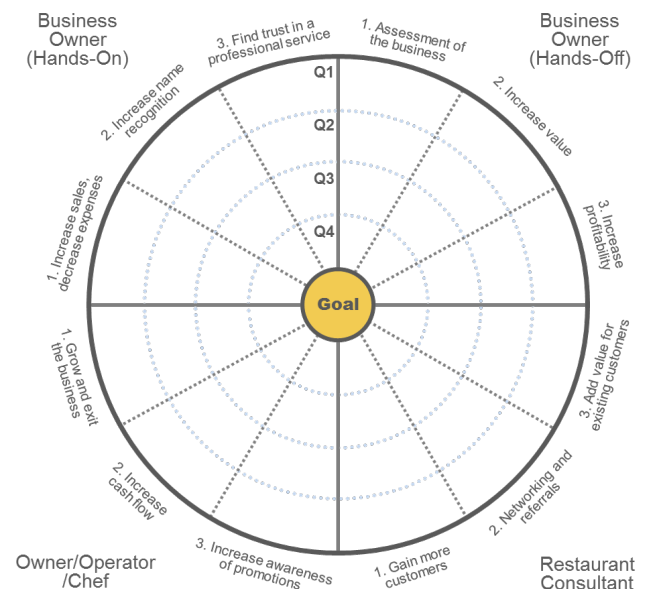 Business
Owner
(Hands-On)
Business
Owner
(Hands-Off)
3. Find trust in a
professional service
1. Assessment of
the business
2. Increase name
recognition
2. Increase value
1. Increase sales,
decrease expenses
3. Increase
profitability
Q1
Q2
Q3
Q4
Goal
1. Grow and exit
the business
3. Add value for
existing customers
2. Increase
cash flow
2. Networking and
referrals
3. Increase awareness
of promotions
1. Gain more
customers
Owner/Operator
/Chef
Restaurant
Consultant